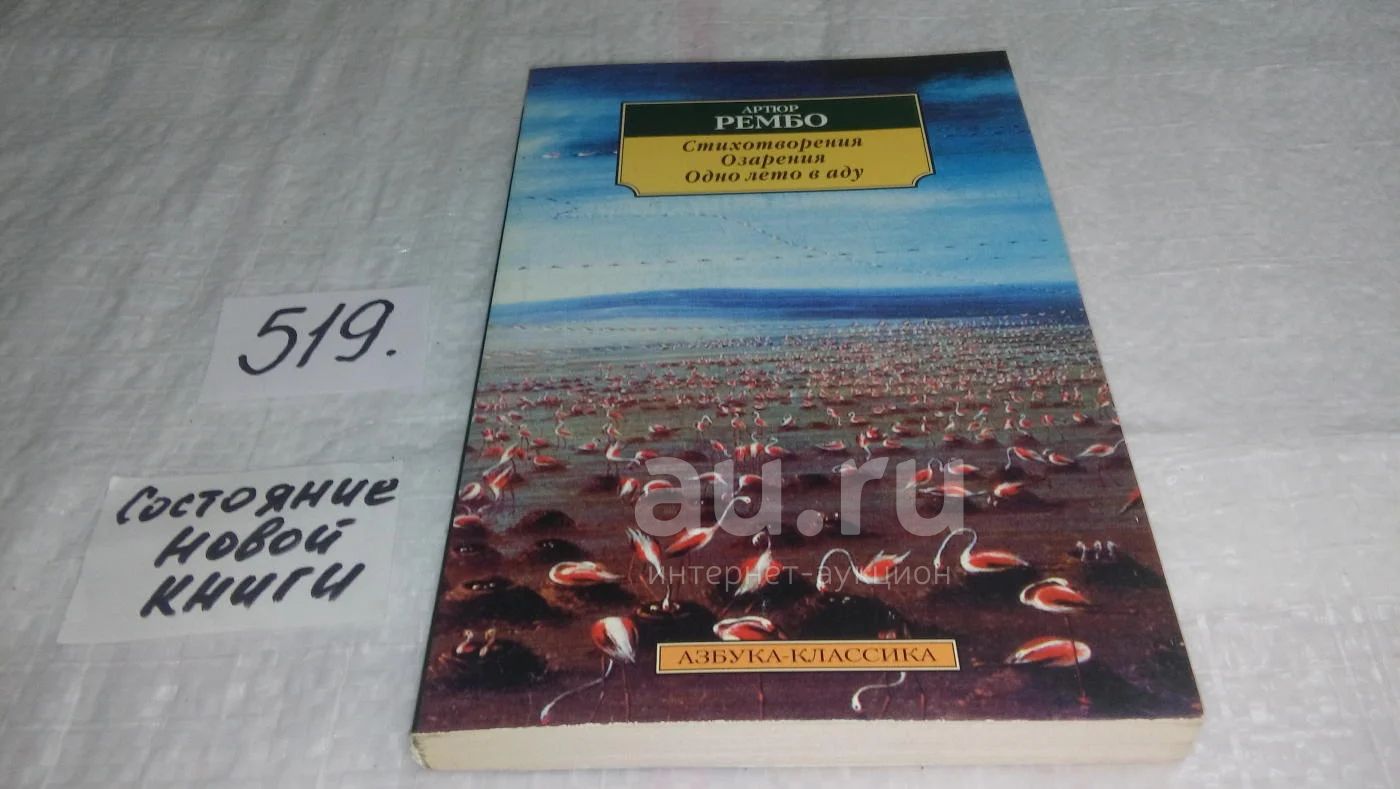 АРТЮР
РЕМБО
Стихотворения
Озарения
Одно лето в аду
519.
Состояние
новой
книги
au.ru
интернет-аукцион
АЗБУКА-КЛАССИКА